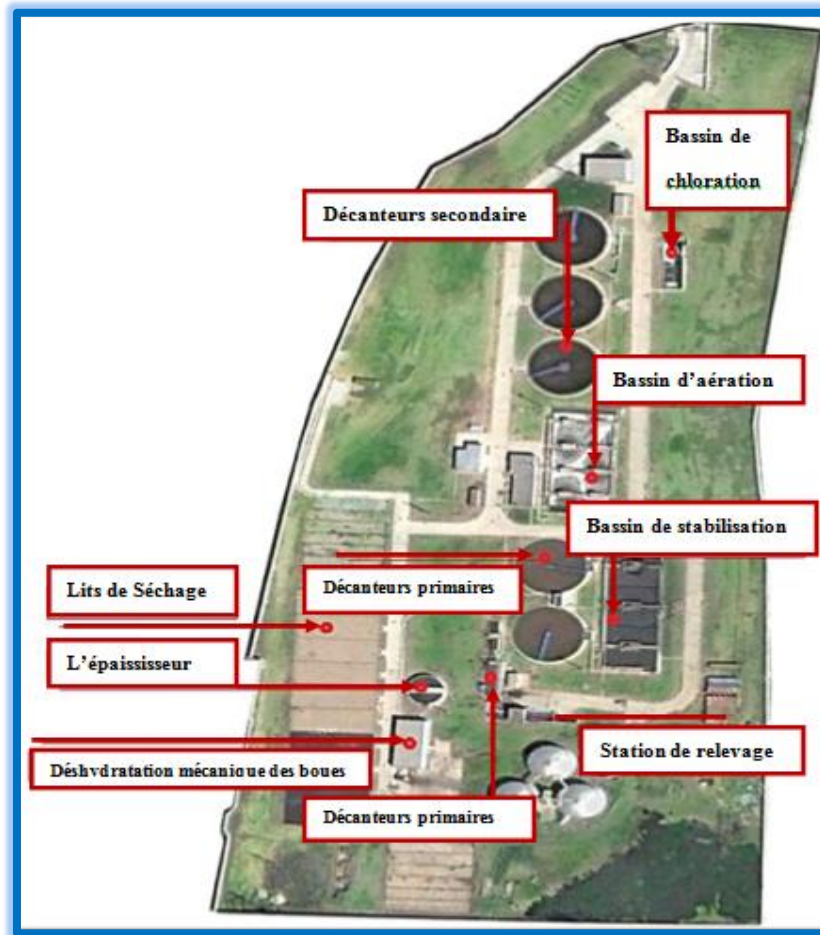 Bassin de
chloration
Décanteurs secondaire
Bassin d’aération
Bassin de stabilisation
Décanteurs primaires
Lits de Séchage
L’épaississeur
Station de relevage
Déshydratation mécanique des boues
Décanteurs primaires